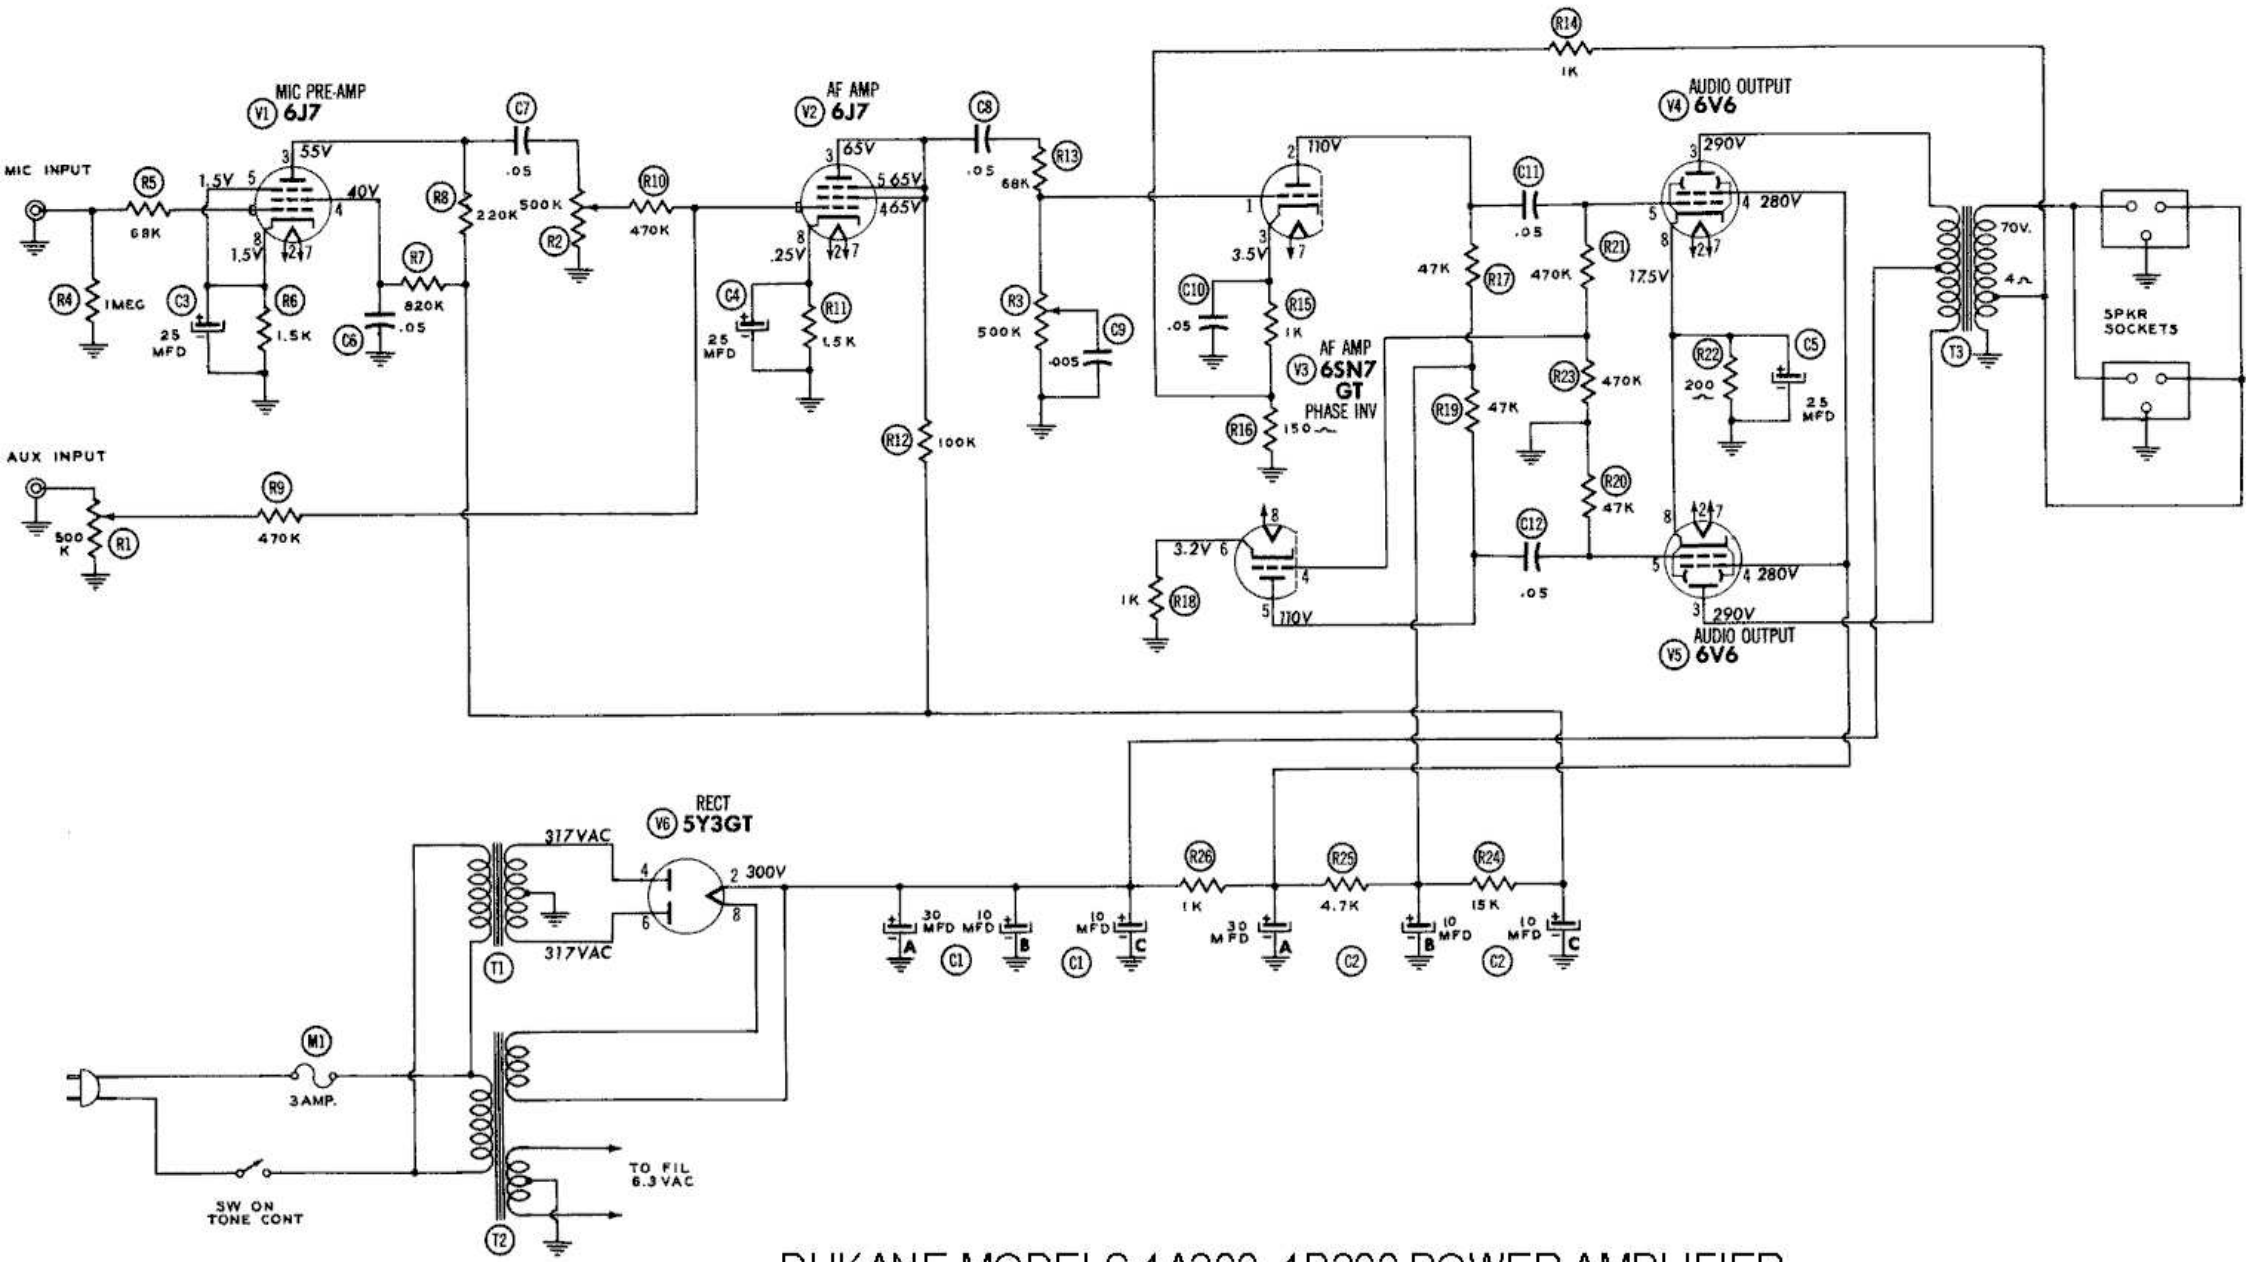 R14
1K
MIC PRE-AMP
V1 6J7
C7
.05
AF AMP
V2 6J7
C8
.05
AUDIO OUTPUT
V4 6V6
3 55V
3 65V
2 110V
3 290V
MIC INPUT
R5
68K
1.5V 5
40V
4
8
1.5V
2 7
R8
220K
500K
R2
R10
470K
5 65V
4 65V
8
.25V
2 7
R13
68K
1
3
3.5V
7
C11
.05
5
4 280V
8
17.5V
2 7
R4
1MEG
C3
25
MFD
R6
1.5K
R7
820K
C6
.05
C4
25
MFD
R11
1.5K
R3
500K
C9
.005
C10
.05
R15
1K
47K
R17
470K
R21
70V.
4Ω
T3
SPKR
SOCKETS
AF AMP
V3 6SN7
GT
PHASE INV
R16
150Ω
R19
47K
R23
470K
R22
200
Ω
C5
25
MFD
R12
100K
AUX INPUT
500
K
R1
R9
470K
8
3.2V 6
4
1K
R18
5 110V
R20
47K
C12
.05
8
2 7
5
4 280V
3 290V
AUDIO OUTPUT
V5 6V6
RECT
V6 5Y3GT
317VAC
4
2 300V
6
8
317VAC
T1
30
MFD
A
10
MFD
B
C1
10
MFD
C
C1
R26
1K
30
MFD
A
R25
4.7K
C2
10
MFD
B
R24
15K
C2
10
MFD
C
M1
3 AMP.
SW ON
TONE CONT
TO FIL
6.3 VAC
T2